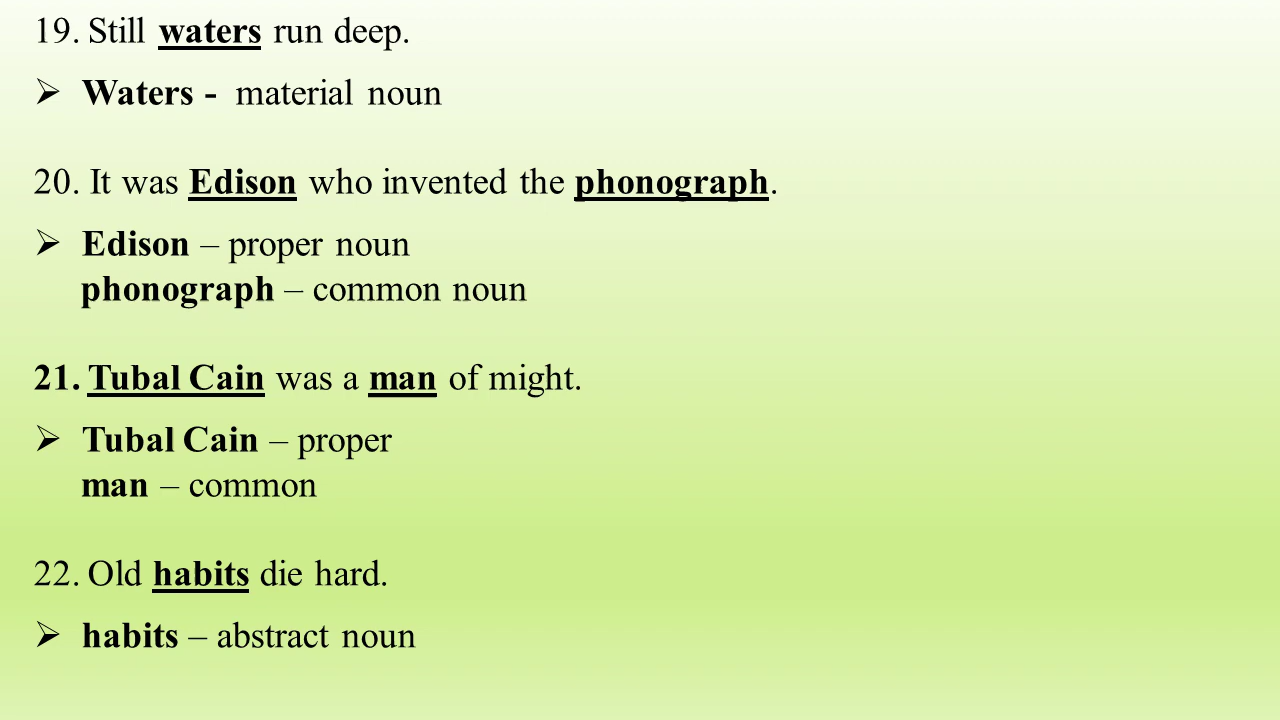 19. Still waters run deep.
➢ Waters - material noun
20. It was Edison who invented the phonograph.
➢ Edison – proper noun
phonograph – common noun
21. Tubal Cain was a man of might.
➢ Tubal Cain – proper
man – common
22. Old habits die hard.
➢ habits – abstract noun